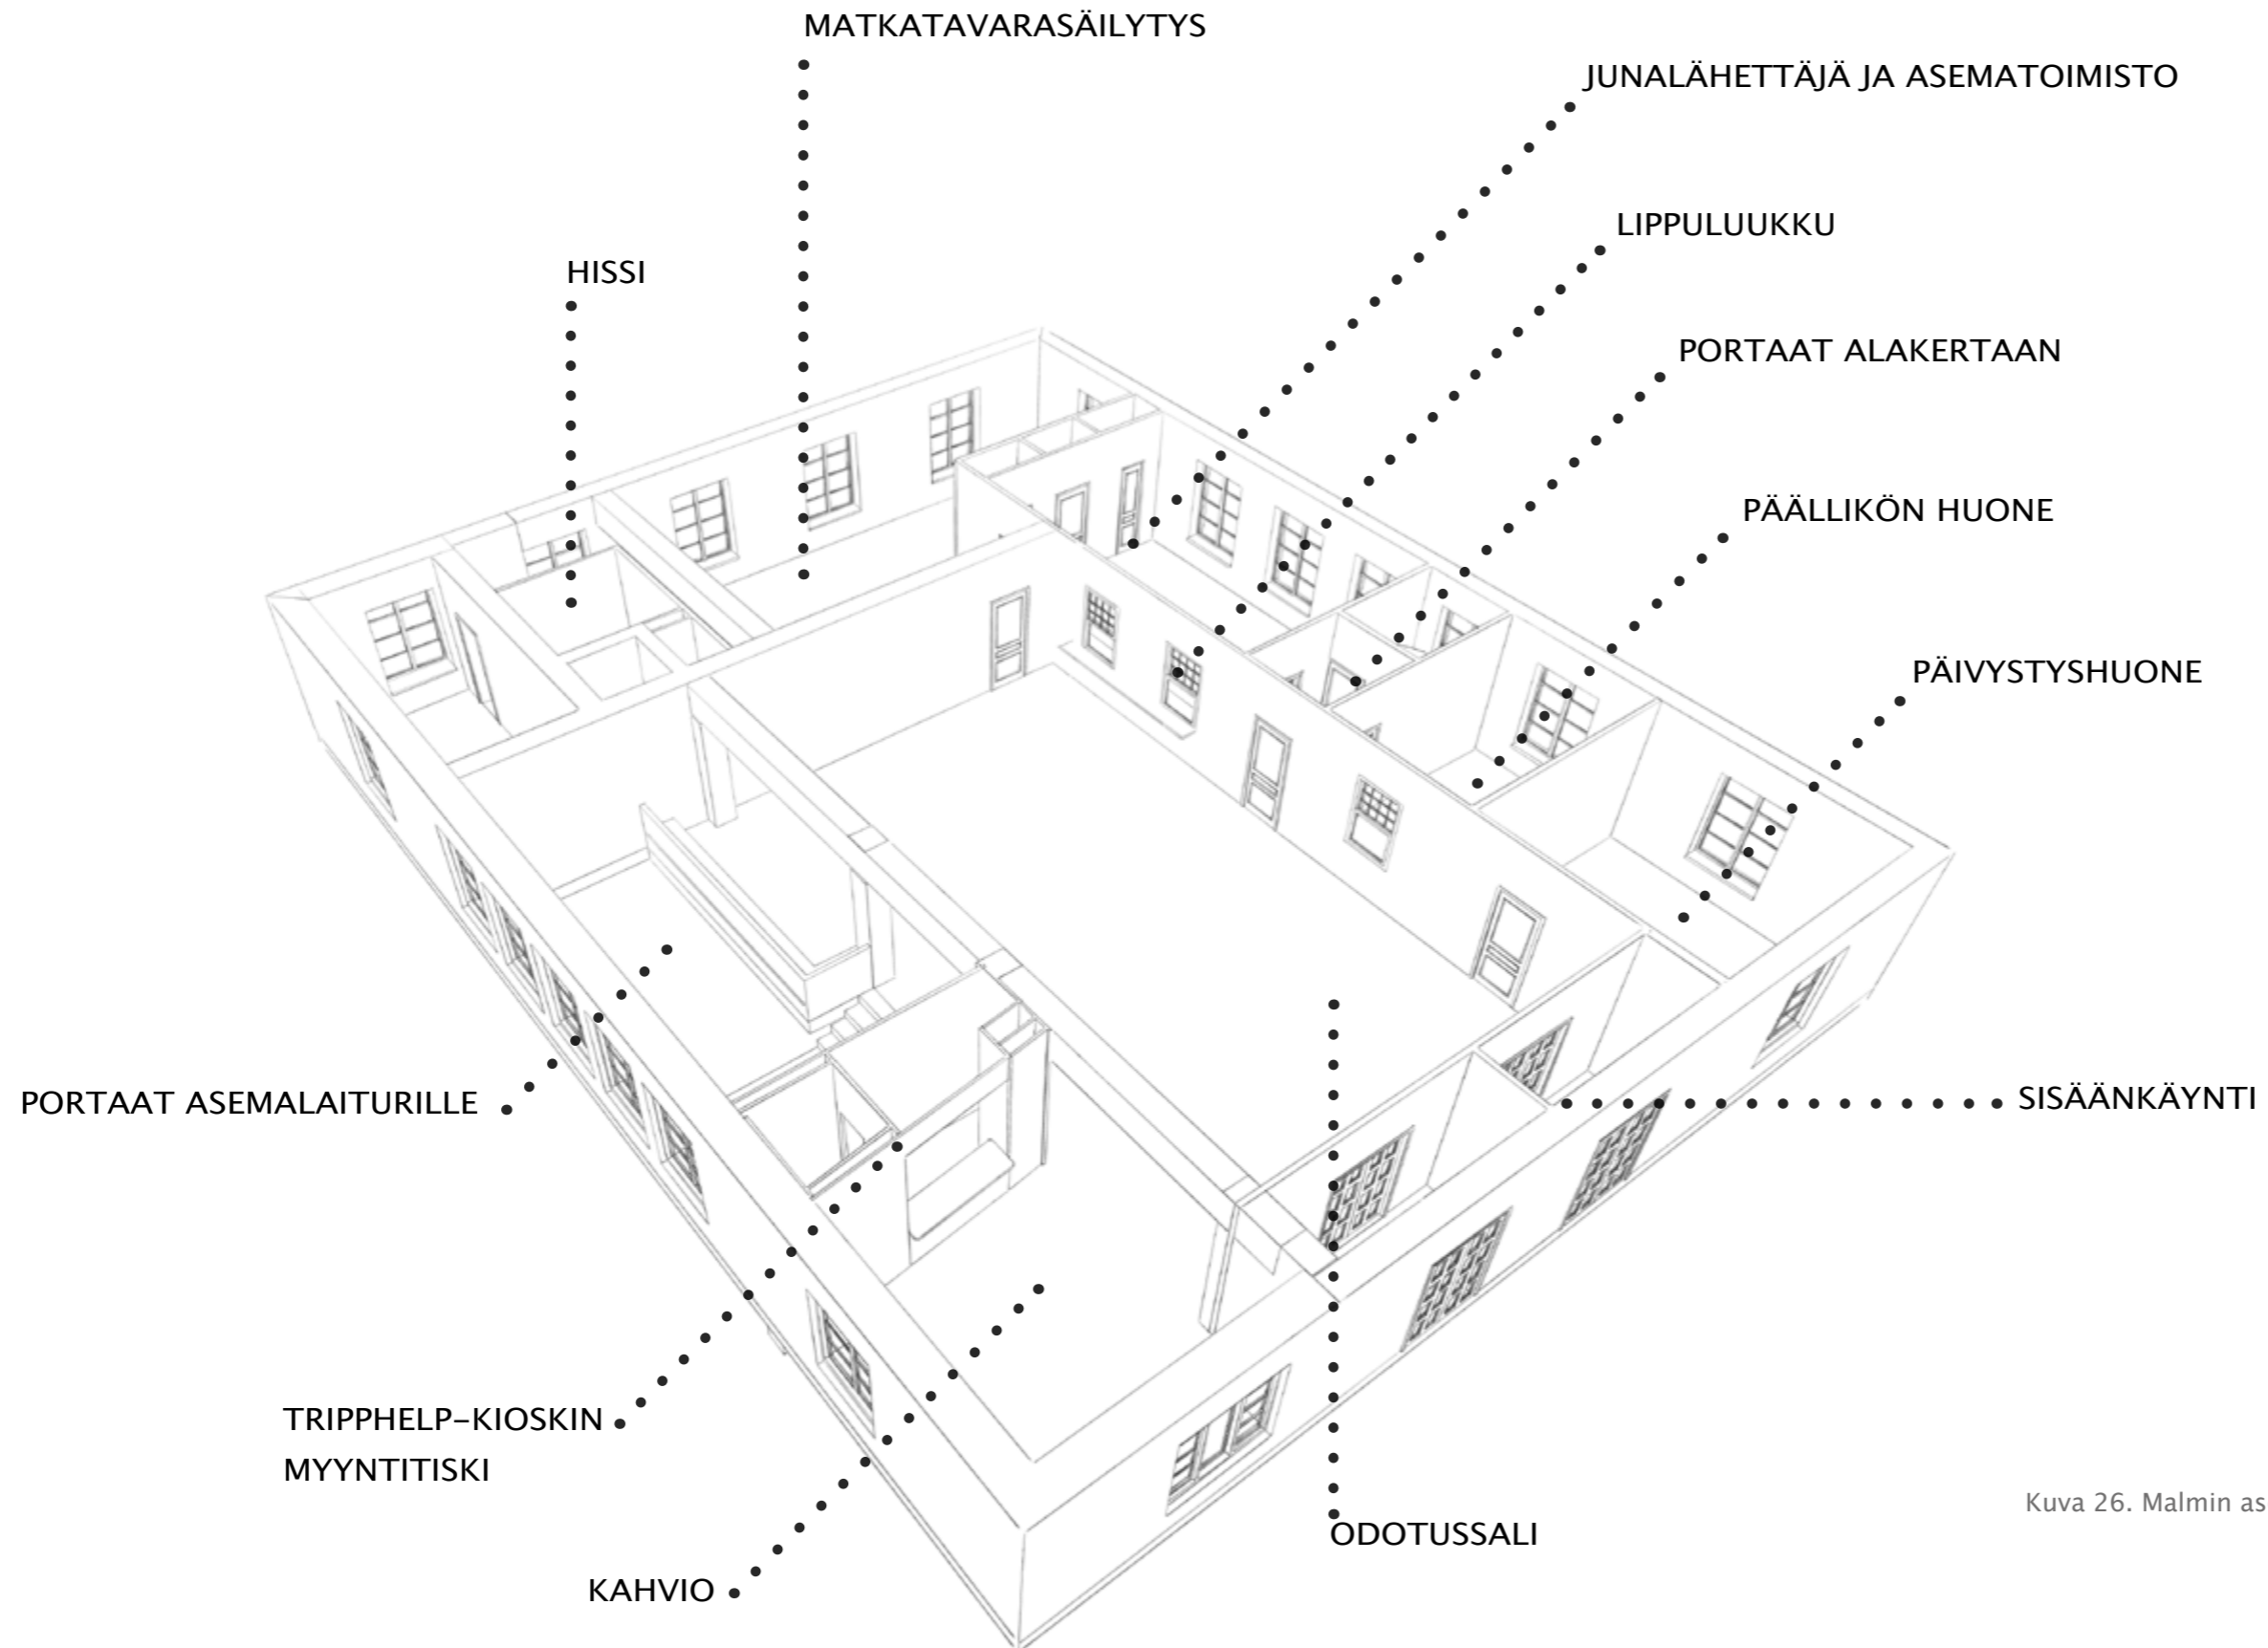 MATKATAVARASÄILYTYS
JUNALÄHETTÄJÄ JA ASEMATOIMISTO
LIPPULUUKKU
HISSI
PORTAAT ALAKERTAAN
PÄÄLLIKÖN HUONE
PÄIVYSTYSHUONE
PORTAAT ASEMALAITURILLE
SISÄÄNKÄYNTI
TRIPPHELP-KIOSKIN
MYYNTITISKI
Kuva 26. Malmin as
ODOTUSSALI
KAHVIO